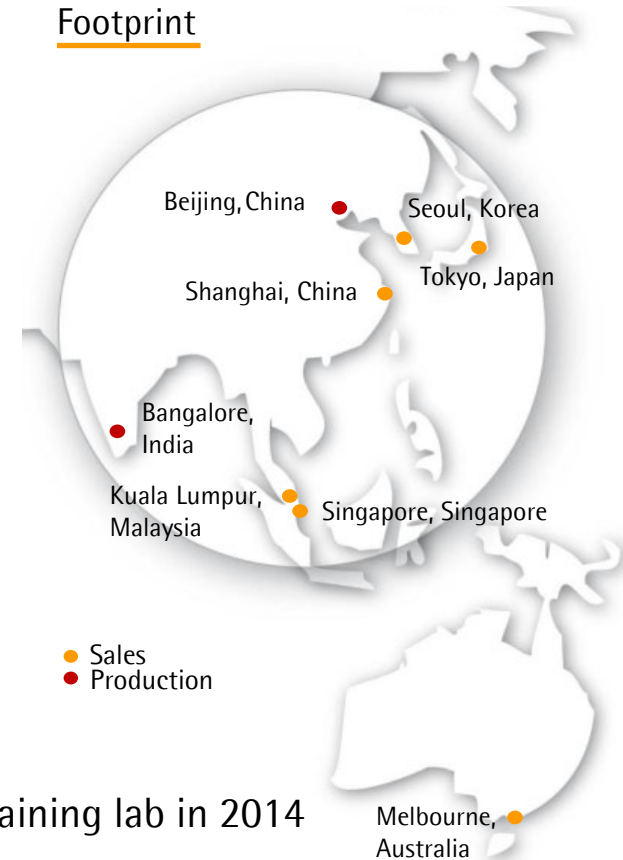 Footprint
Beijing, China
Seoul, Korea
Tokyo, Japan
Shanghai, China
Bangalore,
India
Kuala Lumpur,
Malaysia
Singapore, Singapore
Sales
Production
aining lab in 2014
Melbourne,
Australia